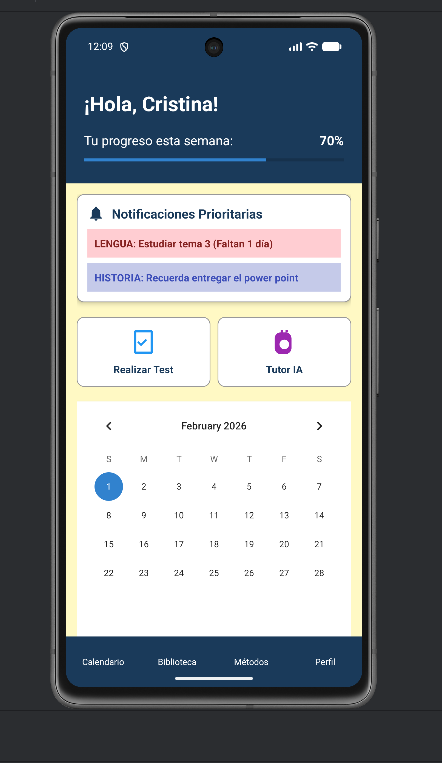 12:09
¡Hola, Cristina!
Tu progreso esta semana: 70%
Notificaciones Prioritarias
LENGUA: Estudiar tema 3 (Faltan 1 día)
HISTORIA: Recuerda entregar el power point
Realizar Test
Tutor IA
February 2026
S M T W T F S
1 2 3 4 5 6 7
8 9 10 11 12 13 14
15 16 17 18 19 20 21
22 23 24 25 26 27 28
Calendario Biblioteca Métodos Perfil